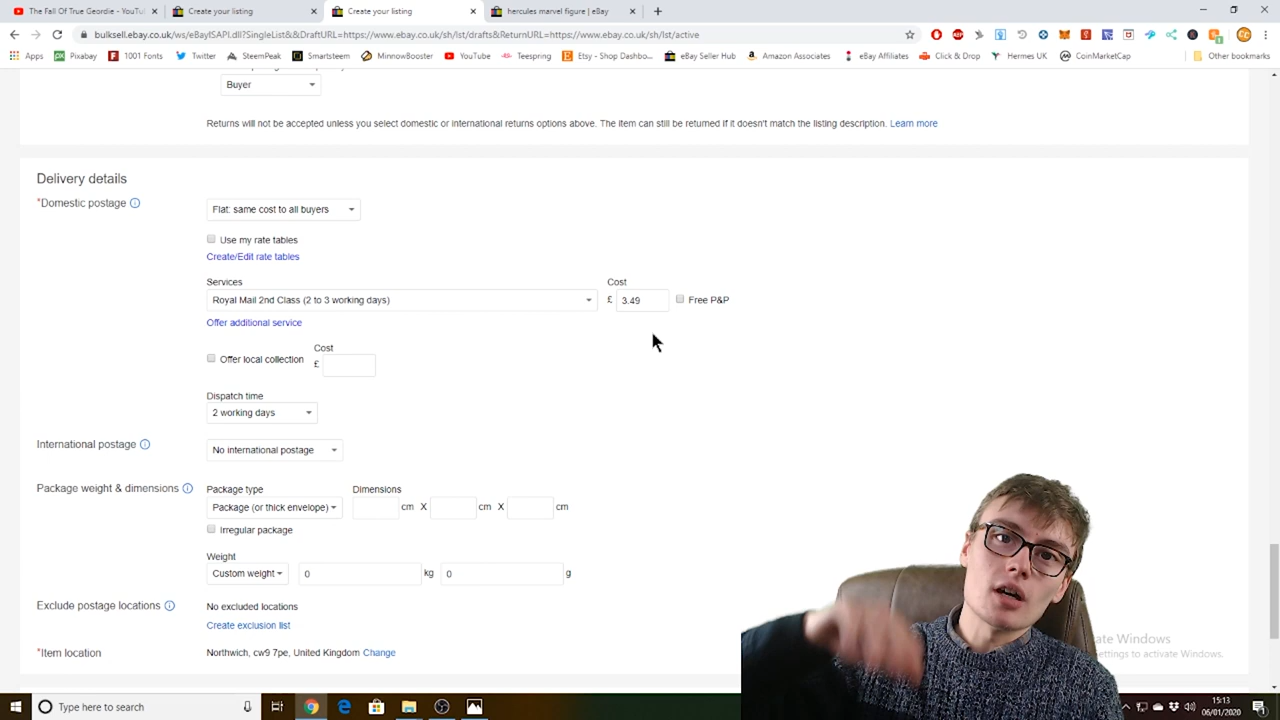 The Fall Of True Geordie - YouTu
Create your listing
Create your listing
hercules marvel figure | eBay
bulksell.ebay.co.uk/ws/eBayISAPI.dll?SingleList&&DraftURL=https://www.ebay.co.uk/sh/lst/drafts&ReturnURL=https://www.ebay.co.uk/sh/lst/active
Apps Pixabay 1001 Fonts Twitter SteemPeak Smartsteem MinnowBooster YouTube Teespring Etsy - Shop Dashbo... eBay Seller Hub Amazon Associates eBay Affiliates Click & Drop Hermes UK CoinMarketCap Other bookmarks
Buyer
Returns will not be accepted unless you select domestic or international returns options above. The item can still be returned if it doesn't match the listing description. Learn more
Delivery details
*Domestic postage
Flat: same cost to all buyers
Use my rate tables
Create/Edit rate tables
Services Cost
Royal Mail 2nd Class (2 to 3 working days) £ 3.49 Free P&P
Offer additional service
Cost
Offer local collection £
Dispatch time
2 working days
International postage No international postage
Package weight & dimensions Package type Dimensions
Package (or thick envelope) cm X cm X cm
Irregular package
Weight
Custom weight 0 kg 0 g
Exclude postage locations No excluded locations
Create exclusion list
*Item location Northwich, cw9 7pe, United Kingdom Change
ate Windows
ettings to activate Windows.
Type here to search
15:13
06/01/2020